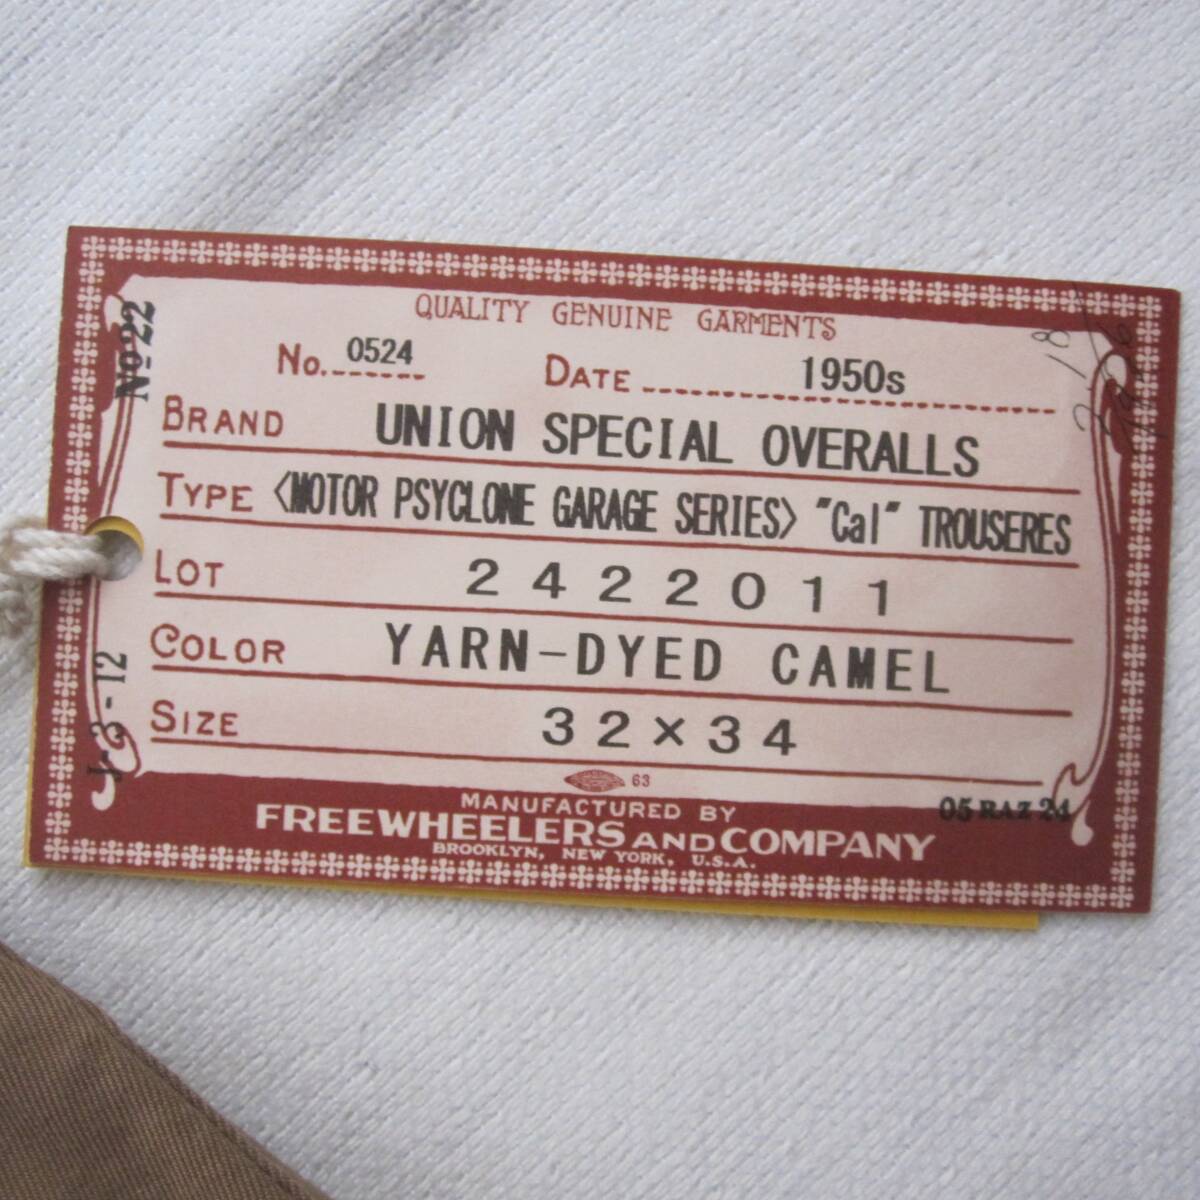 QUALITY GENUINE GARMENTS
No. 0524 DATE 1950s
BRAND UNION SPECIAL OVERALLS
TYPE <MOTOR PSYCLONE GARAGE SERIES> "Cal" TROUSERES
LOT 2422011
COLOR YARN-DYED CAMEL
SIZE 32×34
63
MANUFACTURED BY
FREEWHEELERS AND COMPANY
BROOKLYN, NEW YORK, U.S.A.
05 RAZ 24
No 22